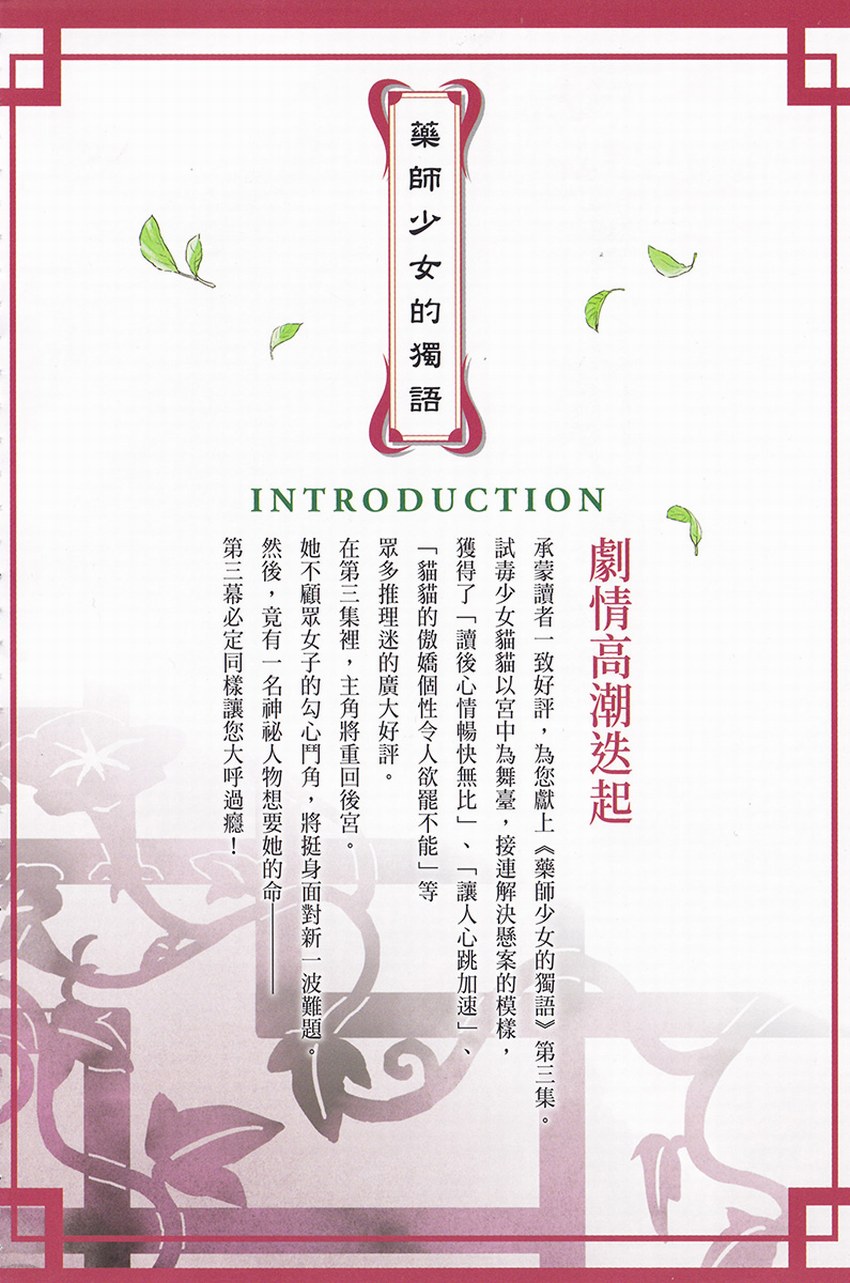 藥師少女的獨語
INTRODUCTION
劇情高潮迭起
承蒙讀者一致好評，為您獻上《藥師少女的獨語》第三集。
試毒少女貓貓以宮中為舞臺，接連解決懸案的模樣，
獲得了「讀後心情暢快無比」、「讓人心跳加速」、
「貓貓的傲嬌個性令人欲罷不能」等
眾多推理迷的廣大好評。
在第三集裡，主角將重回後宮。
她不顧眾女子的勾心鬥角，將挺身面對新一波難題。
然後，竟有一名神祕人物想要她的命————
第三幕必定同樣讓您大呼過癮！